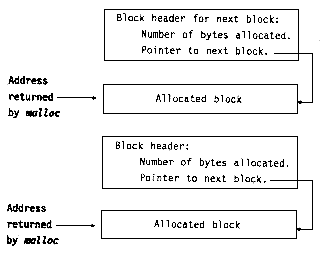 Block header for next block:
Number of bytes allocated.
Pointer to next block.
Address
returned
by malloc
Allocated block
Block header:
Number of bytes allocated.
Pointer to next block.
Address
returned
by malloc
Allocated block